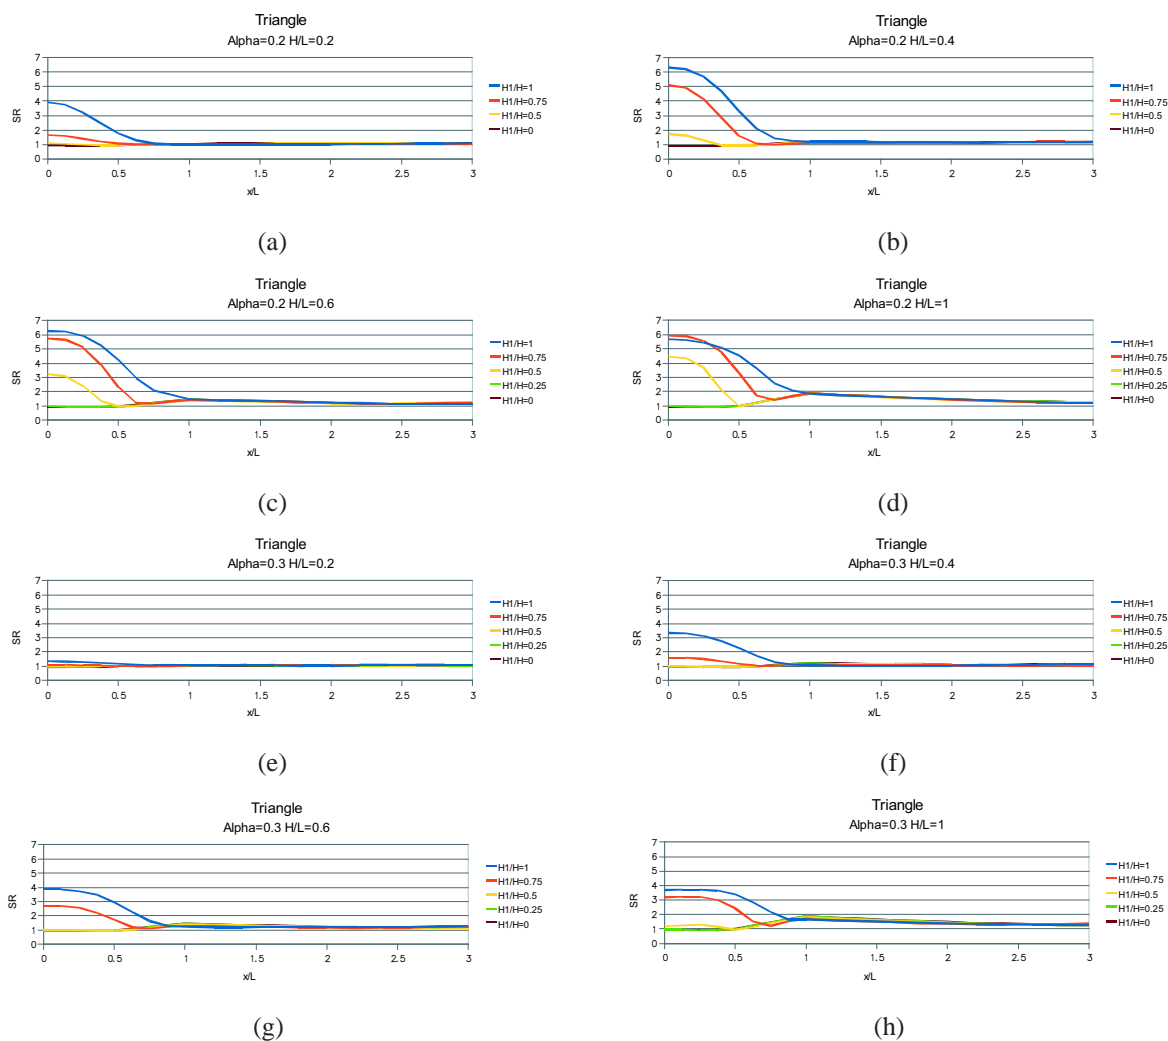 Triangle
Alpha=0.2 H/L=0.2
7
6
5
4
3
2
1
0
SR
0
0.5
1
1.5
2
2.5
3
x/L
H1/H=1
H1/H=0.75
H1/H=0.5
H1/H=0
(a)
Triangle
Alpha=0.2 H/L=0.4
7
6
5
4
3
2
1
0
SR
0
0.5
1
1.5
2
2.5
3
x/L
H1/H=1
H1/H=0.75
H1/H=0.5
H1/H=0
(b)
Triangle
Alpha=0.2 H/L=0.6
7
6
5
4
3
2
1
0
SR
0
0.5
1
1.5
2
2.5
3
x/L
H1/H=1
H1/H=0.75
H1/H=0.5
H1/H=0.25
H1/H=0
(c)
Triangle
Alpha=0.2 H/L=1
7
6
5
4
3
2
1
0
SR
0
0.5
1
1.5
2
2.5
3
x/L
H1/H=1
H1/H=0.75
H1/H=0.5
H1/H=0.25
H1/H=0
(d)
Triangle
Alpha=0.3 H/L=0.2
7
6
5
4
3
2
1
0
SR
0
0.5
1
1.5
2
2.5
3
x/L
H1/H=1
H1/H=0.75
H1/H=0.5
H1/H=0.25
H1/H=0
(e)
Triangle
Alpha=0.3 H/L=0.4
7
6
5
4
3
2
1
0
SR
0
0.5
1
1.5
2
2.5
3
x/L
H1/H=1
H1/H=0.75
H1/H=0.5
H1/H=0.25
H1/H=0
(f)
Triangle
Alpha=0.3 H/L=0.6
7
6
5
4
3
2
1
0
SR
0
0.5
1
1.5
2
2.5
3
x/L
H1/H=1
H1/H=0.75
H1/H=0.5
H1/H=0.25
H1/H=0
(g)
Triangle
Alpha=0.3 H/L=1
7
6
5
4
3
2
1
0
SR
0
0.5
1
1.5
2
2.5
3
x/L
H1/H=1
H1/H=0.75
H1/H=0.5
H1/H=0.25
H1/H=0
(h)